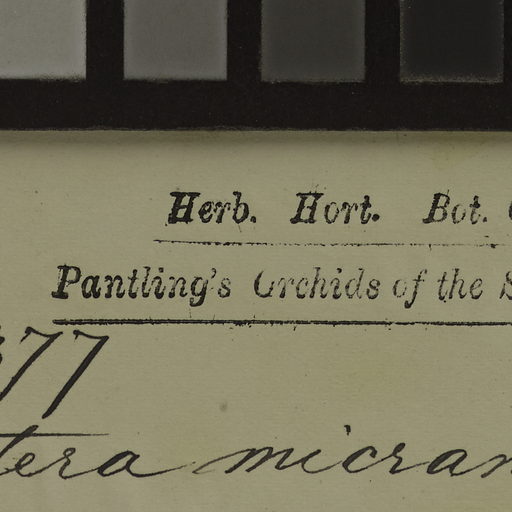 Herb. Hort. Bot.
Pantling's Orchids of the S
77
tera micran